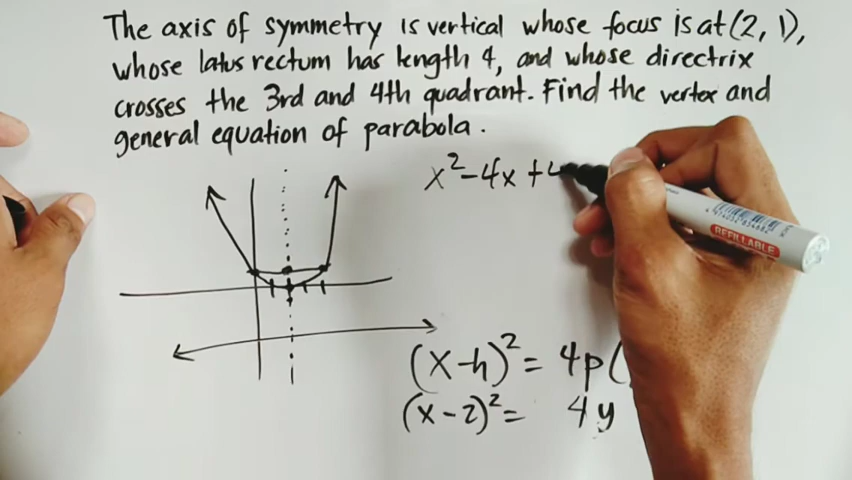 The axis of symmetry is vertical whose focus is at (2, 1),
whose latus rectum has length 4, and whose directrix
crosses the 3rd and 4th quadrant. Find the vertex and
general equation of parabola.
x²-4x+4
REFILLABLE
(x-h)² = 4p(
(x-2)² = 4y